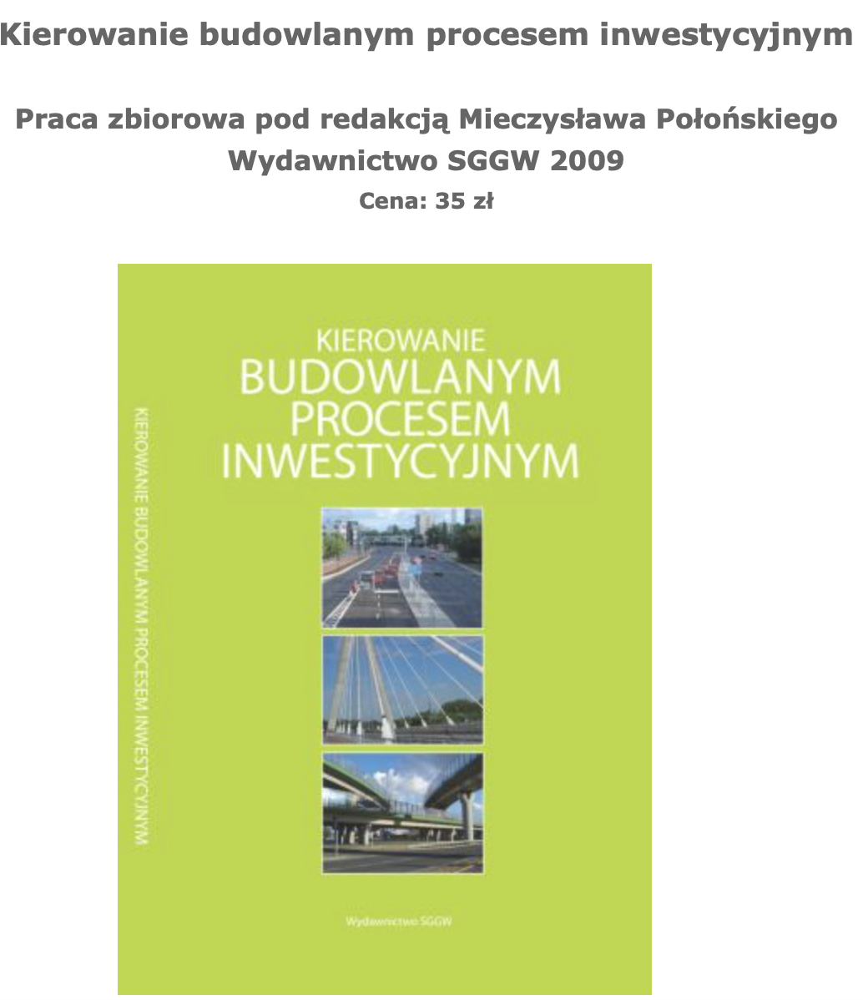 Kierowanie budowlanym procesem inwestycyjnym
Praca zbiorowa pod redakcją Mieczysława Połońskiego
Wydawnictwo SGGW 2009
Cena: 35 zł
KIEROWANIE
BUDOWLANYM
PROCESEM
INWESTYCYJNYM
KIEROWANIE BUDOWLANYM PROCESEM INWESTYCYJNYM
Wydawnictwo SGGW